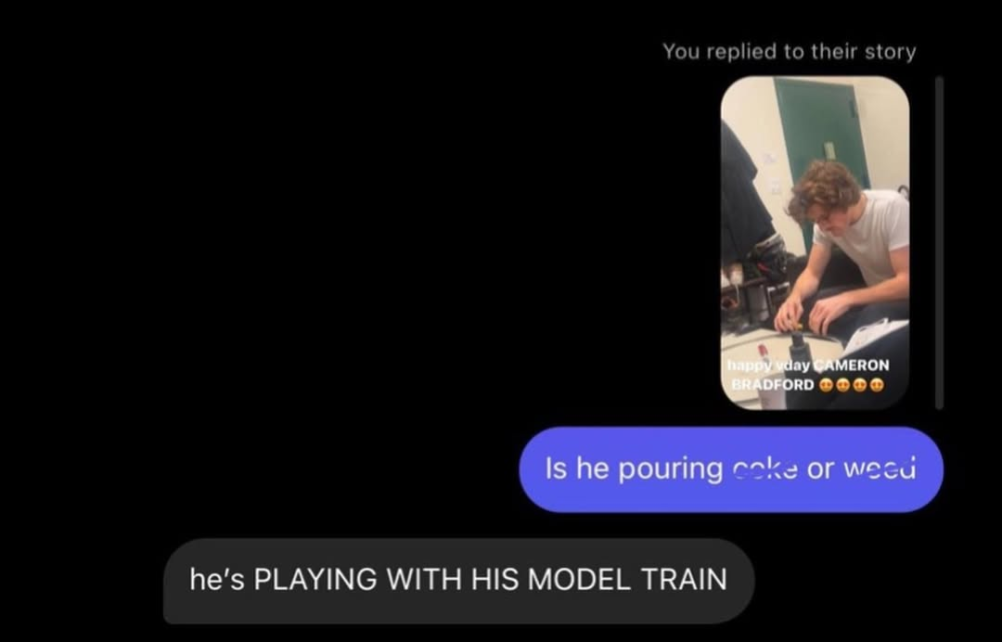 You replied to their story
happy vday CAMERON
BRADFORD 😍😍😍😍
Is he pouring coke or weed
he's PLAYING WITH HIS MODEL TRAIN